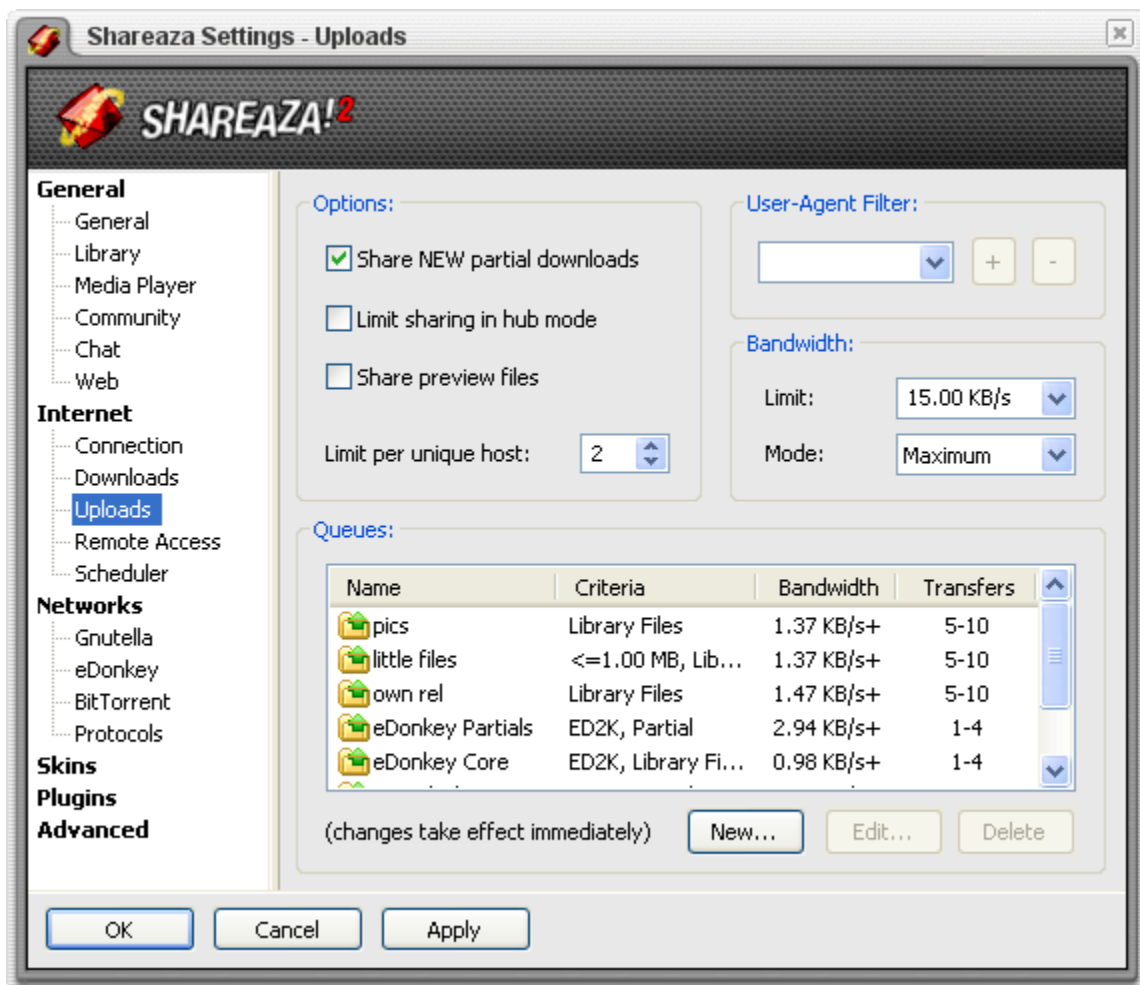 Shareaza Settings - Uploads
SHAREAZA!2
General
General
Library
Media Player
Community
Chat
Web
Internet
Connection
Downloads
Uploads
Remote Access
Scheduler
Networks
Gnutella
eDonkey
BitTorrent
Protocols
Skins
Plugins
Advanced
Options:
Share NEW partial downloads
Limit sharing in hub mode
Share preview files
Limit per unique host: 2
User-Agent Filter:
+ -
Bandwidth:
Limit: 15.00 KB/s
Mode: Maximum
Queues:
Name Criteria Bandwidth Transfers
pics Library Files 1.37 KB/s+ 5-10
little files <=1.00 MB, Lib... 1.37 KB/s+ 5-10
own rel Library Files 1.47 KB/s+ 5-10
eDonkey Partials ED2K, Partial 2.94 KB/s+ 1-4
eDonkey Core ED2K, Library Fi... 0.98 KB/s+ 1-4
(changes take effect immediately) New... Edit... Delete
OK Cancel Apply